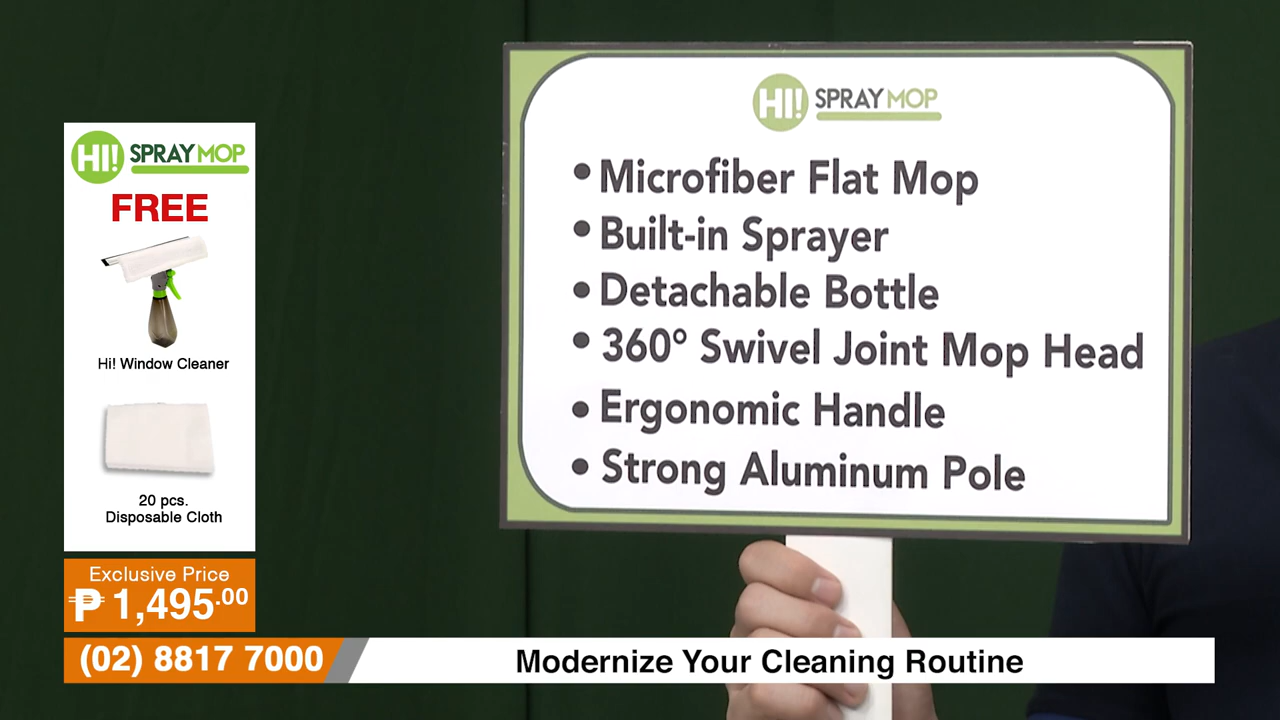 HI! SPRAY MOP
FREE
Hi! Window Cleaner
20 pcs.
Disposable Cloth
Exclusive Price
₱ 1,495.00
(02) 8817 7000
Modernize Your Cleaning Routine
HI! SPRAY MOP
• Microfiber Flat Mop
• Built-in Sprayer
• Detachable Bottle
• 360° Swivel Joint Mop Head
• Ergonomic Handle
• Strong Aluminum Pole